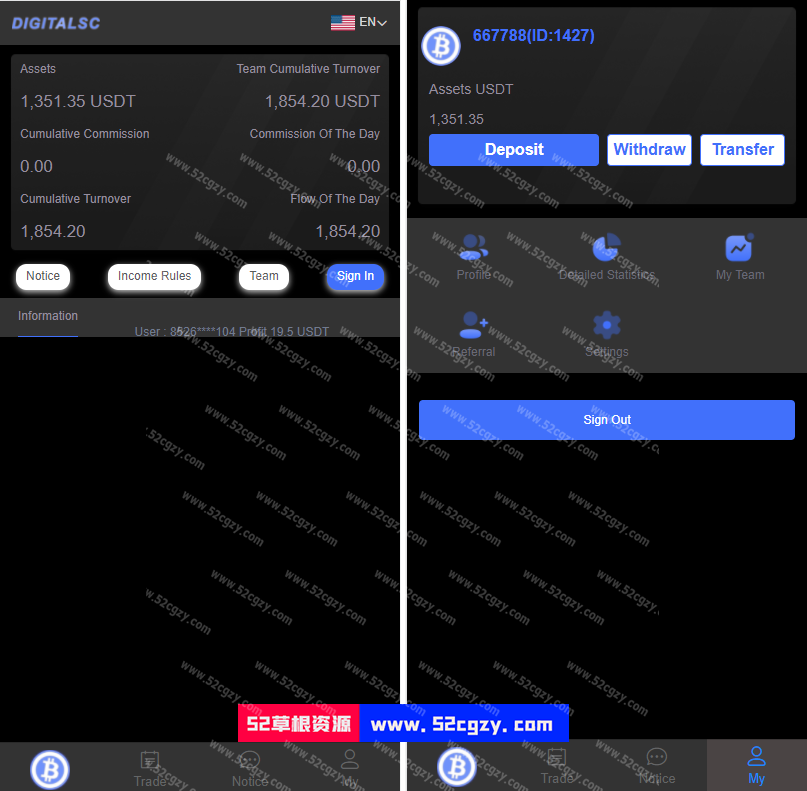 DIGITALSC
EN
Assets Team Cumulative Turnover
1,351.35 USDT 1,854.20 USDT
Cumulative Commission Commission Of The Day
0.00 0.00
Cumulative Turnover Flow Of The Day
1,854.20 1,854.20
Notice Income Rules Team Sign In
Information
User : 8526****104 Profit 19.5 USDT
Trade Notice My
667788(ID:1427)
Assets USDT
1,351.35
Deposit Withdraw Transfer
Profile Detailed Statistics My Team
Referral Settings
Sign Out
Trade Notice My
52草根资源 www.52cgzy.com
www.52cgzy.com